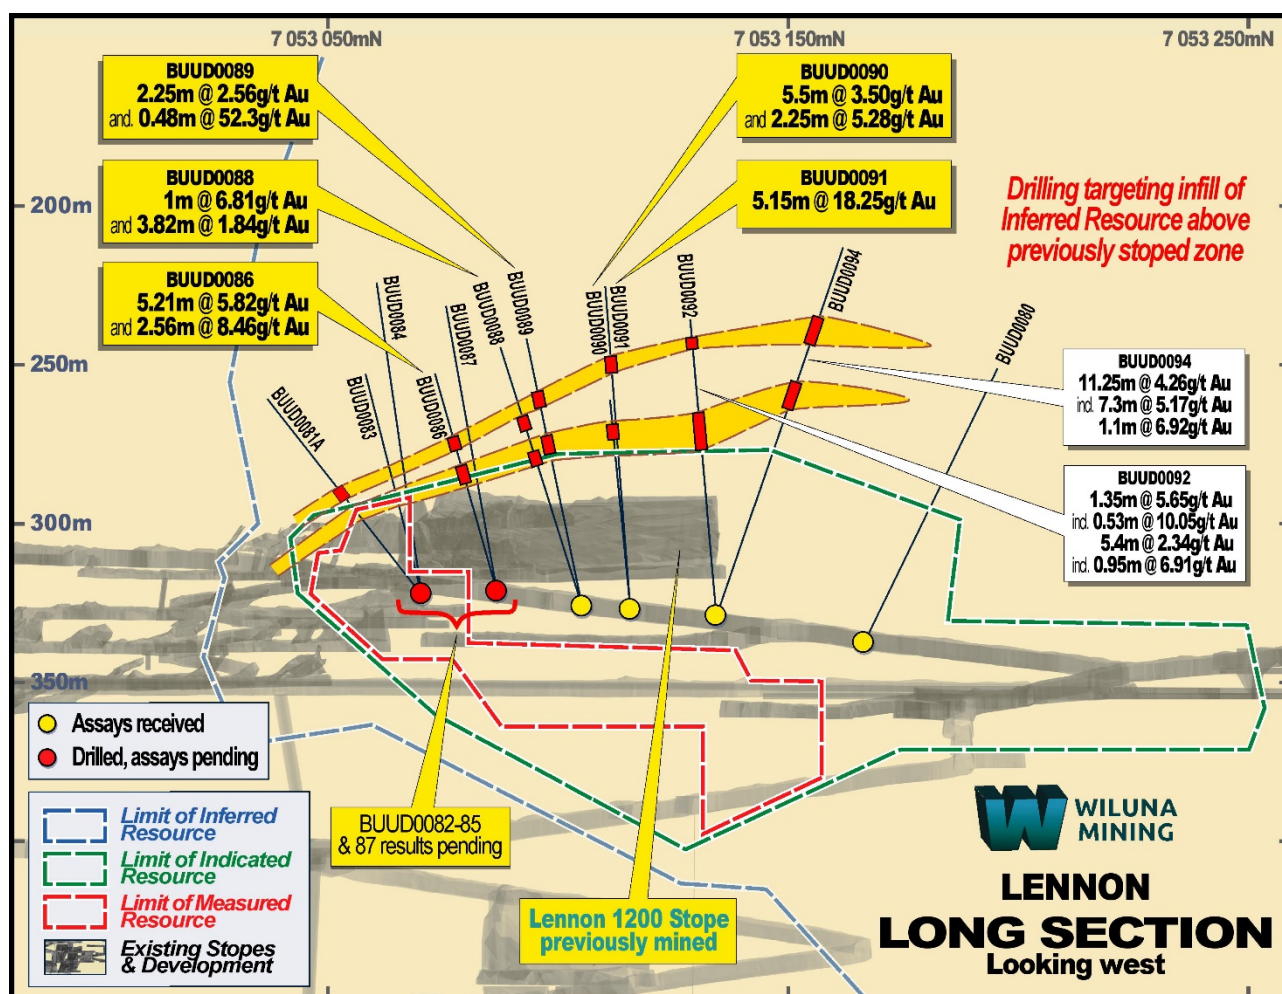 7 053 050mN
7 053 150mN
7 053 250mN
BUUD0089
2.25m @ 2.56g/t Au
and. 0.48m @ 52.3g/t Au
BUUD0090
5.5m @ 3.50g/t Au
and 2.25m @ 5.28g/t Au
BUUD0088
1m @ 6.81g/t Au
and 3.82m @ 1.84g/t Au
BUUD0091
5.15m @ 18.25g/t Au
Drilling targeting infill of
Inferred Resource above
previously stoped zone
200m
BUUD0086
5.21m @ 5.82g/t Au
and 2.56m @ 8.46g/t Au
BUUD0081A
BUUD0083
BUUD0084
BUUD0086
BUUD0087
BUUD0088
BUUD0089
BUUD0090
BUUD0091
BUUD0092
BUUD0094
BUUD0080
250m
BUUD0094
11.25m @ 4.26g/t Au
incl. 7.3m @ 5.17g/t Au
1.1m @ 6.92g/t Au
BUUD0092
1.35m @ 5.65g/t Au
incl. 0.53m @ 10.05g/t Au
5.4m @ 2.34g/t Au
incl. 0.95m @ 6.91g/t Au
300m
350m
Assays received
Drilled, assays pending
Limit of Inferred
Resource
Limit of Indicated
Resource
Limit of Measured
Resource
Existing Stopes
& Development
BUUD0082-85
& 87 results pending
Lennon 1200 Stope
previously mined
WILUNA
MINING
LENNON
LONG SECTION
Looking west